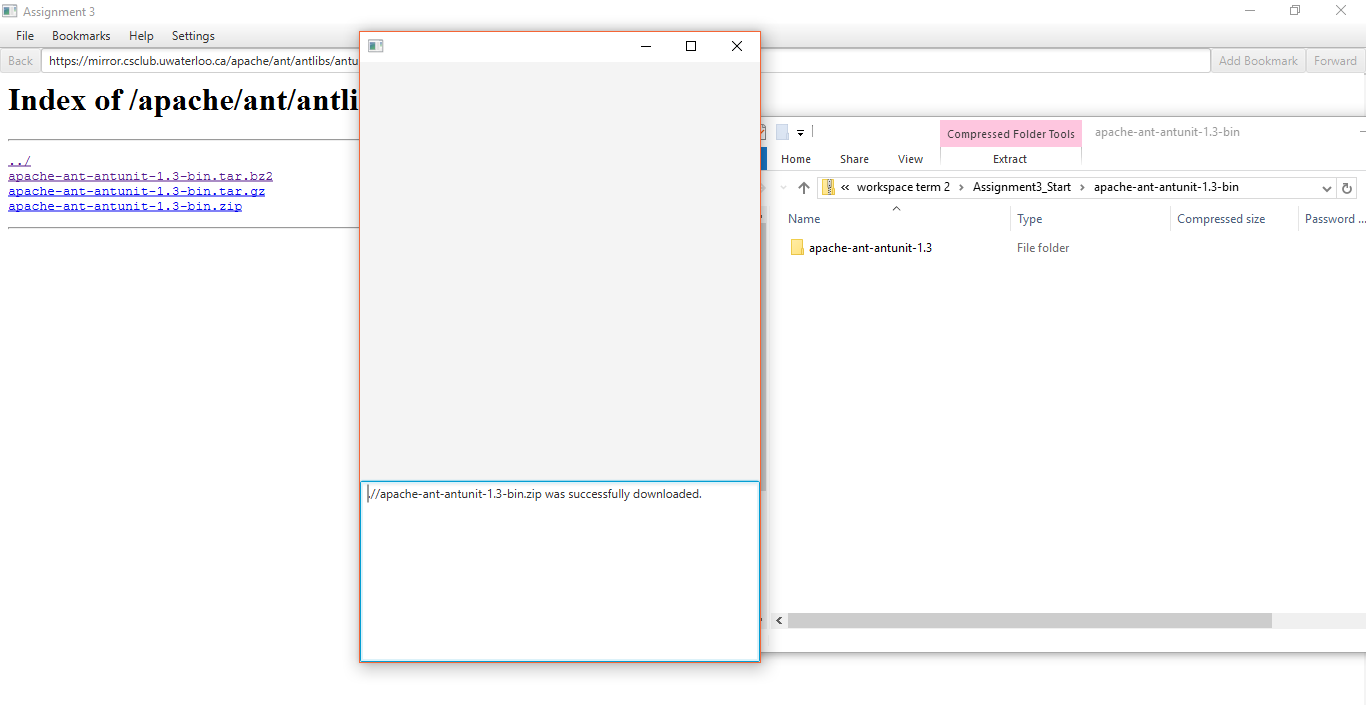 Assignment 3
File Bookmarks Help Settings
Back https://mirror.csclub.uwaterloo.ca/apache/ant/antlibs/antu Add Bookmark Forward
Index of /apache/ant/antli
../
apache-ant-antunit-1.3-bin.tar.bz2
apache-ant-antunit-1.3-bin.tar.gz
apache-ant-antunit-1.3-bin.zip
.//apache-ant-antunit-1.3-bin.zip was successfully downloaded.
Compressed Folder Tools apache-ant-antunit-1.3-bin
Home Share View Extract
« workspace term 2 > Assignment3_Start > apache-ant-antunit-1.3-bin
Name Type Compressed size Password ...
apache-ant-antunit-1.3 File folder